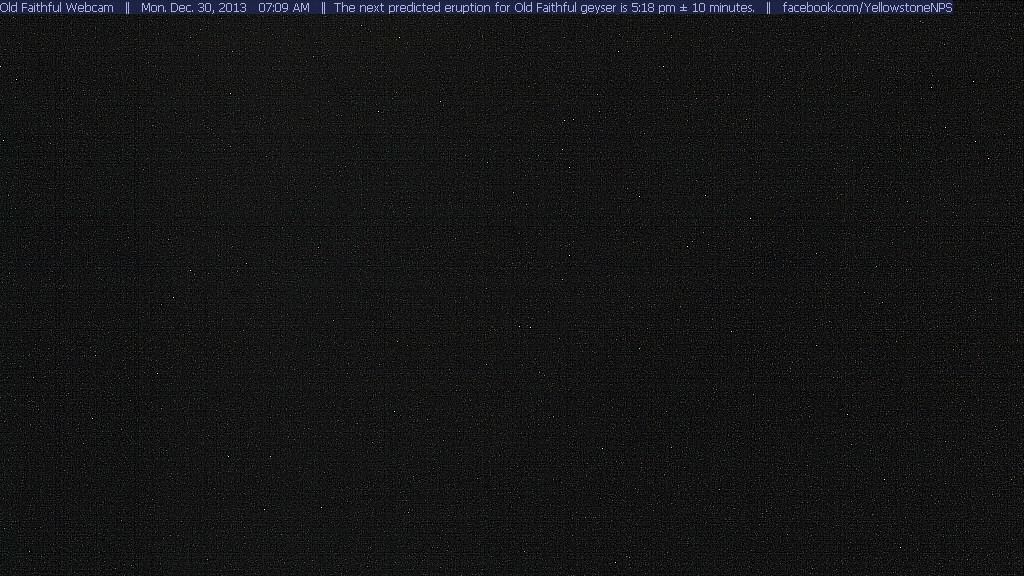 Old Faithful Webcam || Mon. Dec. 30, 2013 07:09 AM || The next predicted eruption for Old Faithful geyser is 5:18 pm ± 10 minutes. || facebook.com/YellowstoneNPS